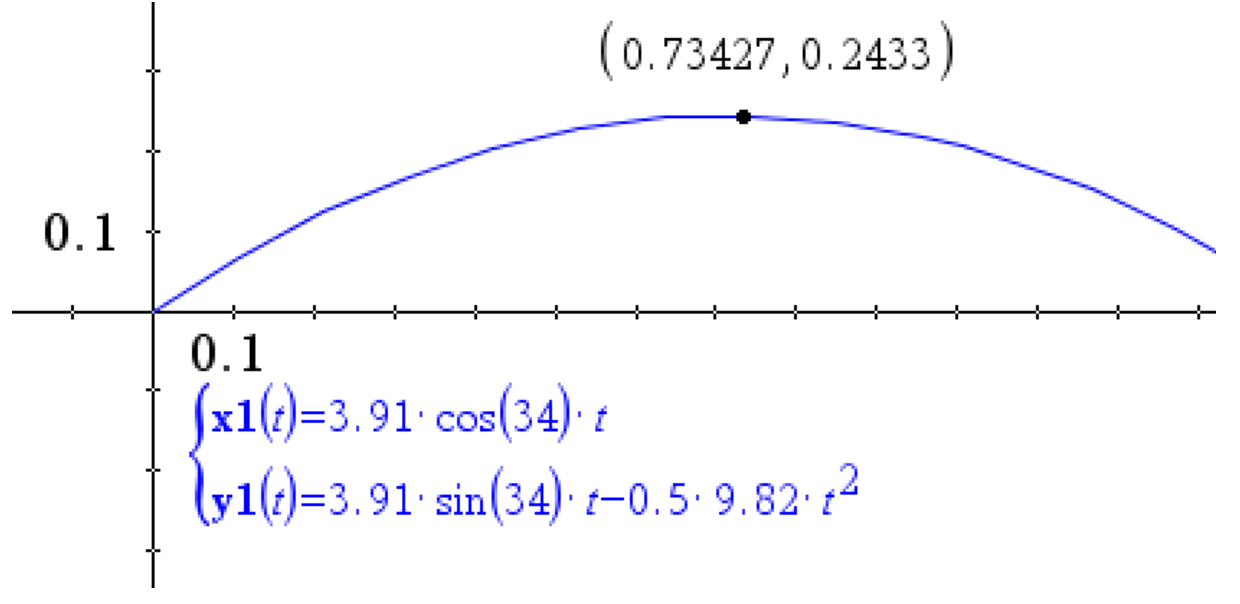 (0.73427,0.2433)
0.1
0.1
x1(t)=3.91·cos(34)·t
y1(t)=3.91·sin(34)·t−0.5·9.82·t²